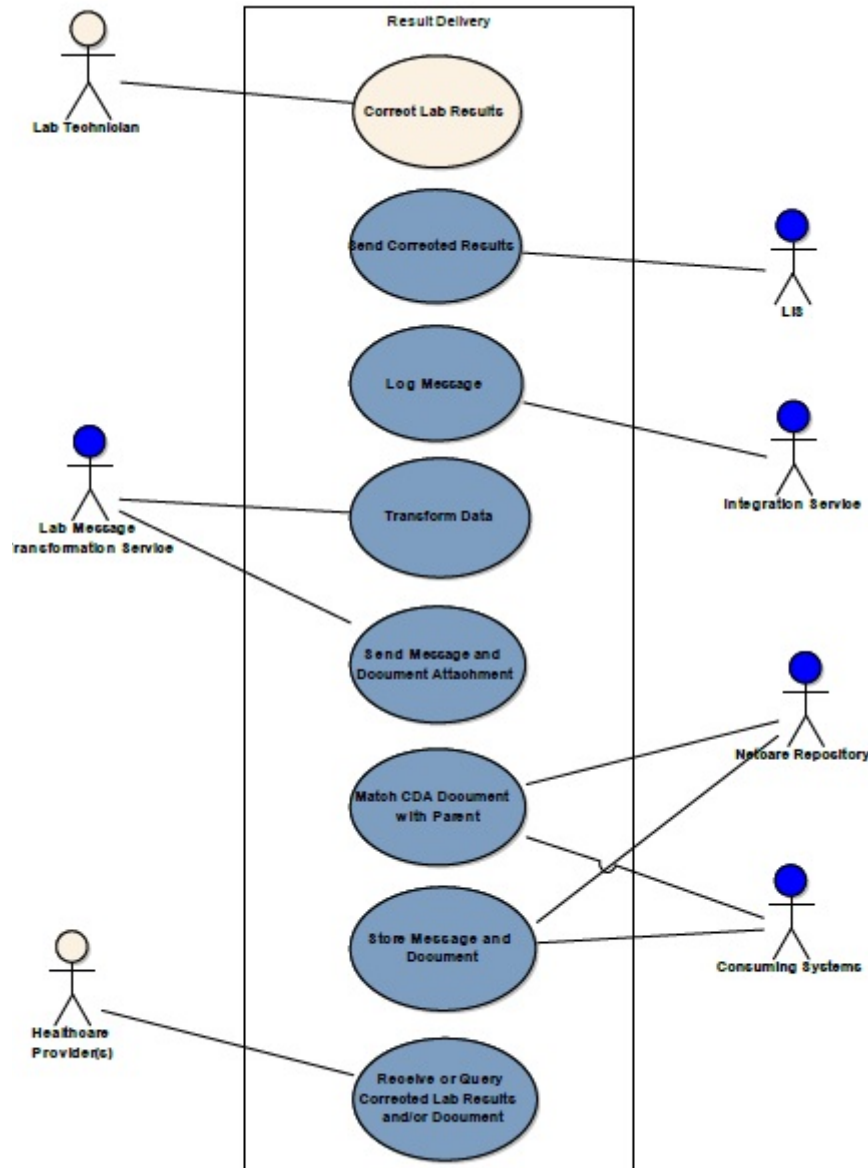 Result Delivery
Correct Lab Results
Lab Technician
Send Corrected Results
LIS
Log Message
Integration Service
Lab Message
Transformation Service
Transform Data
Send Message and
Document Attachment
Netcare Repository
Match CDA Document
with Parent
Store Message and
Document
Consuming Systems
Healthcare
Provider(s)
Receive or Query
Corrected Lab Results
and/or Document